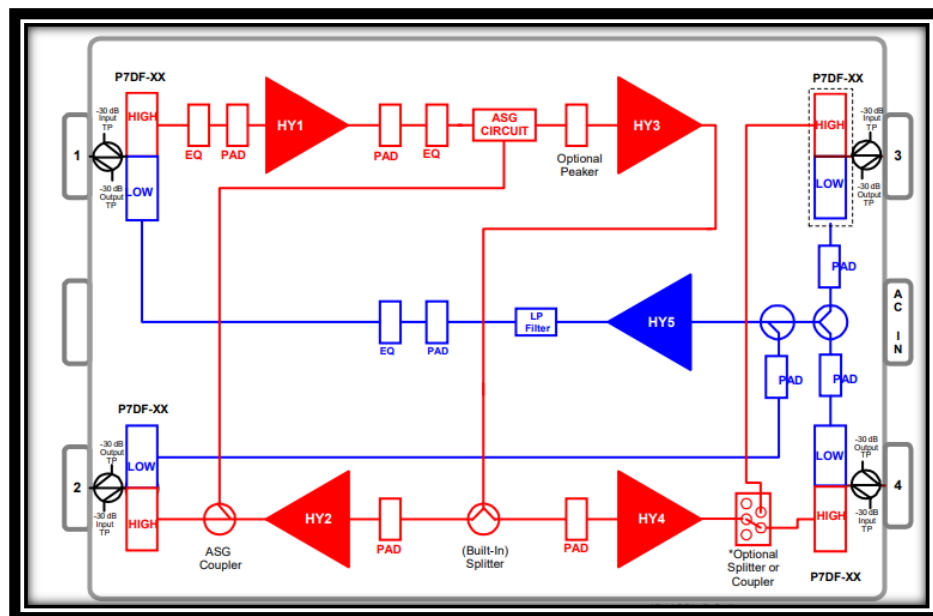 P7DF-XX
P7DF-XX
-30 dB
Input
TP
HIGH
1
LOW
-30 dB
Output
TP
EQ
PAD
HY1
PAD
EQ
ASG
CIRCUIT
Optional
Peaker
HY3
HIGH
LOW
-30 dB
Input
TP
3
-30 dB
Output
TP
PAD
EQ
PAD
LP
Filter
HY5
A
C
I
N
PAD
PAD
P7DF-XX
-30 dB
Output
TP
LOW
2
HIGH
-30 dB
Input
TP
ASG
Coupler
HY2
PAD
(Built-In)
Splitter
PAD
HY4
*Optional
Splitter or
Coupler
LOW
-30 dB
Output
TP
4
HIGH
-30 dB
Input
TP
P7DF-XX